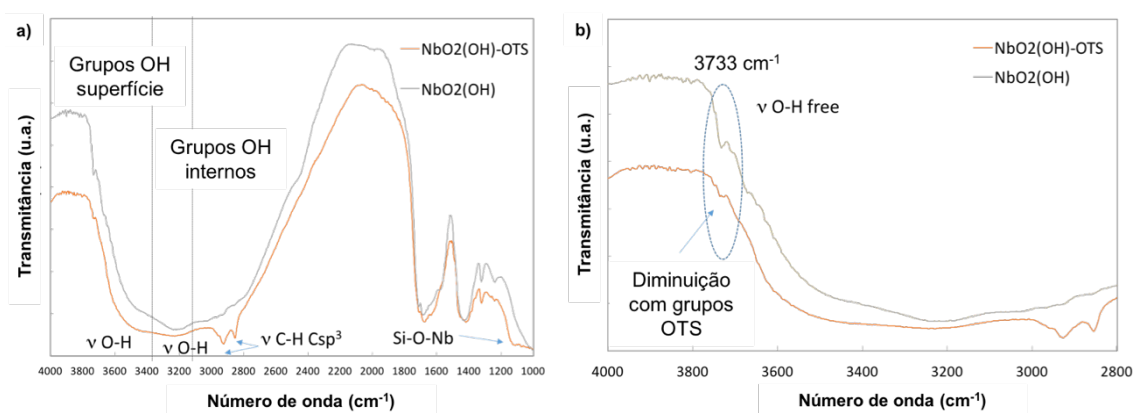 a)
NbO2(OH)-OTS
NbO2(OH)
Grupos OH
superfície
Grupos OH
internos
ν O-H
ν O-H
ν C-H Csp³
Si-O-Nb
Transmitância (u.a.)
4000 3800 3600 3400 3200 3000 2800 2600 2400 2200 2000 1800 1600 1400 1200 1000
Número de onda (cm⁻¹)
b)
NbO2(OH)-OTS
NbO2(OH)
3733 cm⁻¹
ν O-H free
Diminuição
com grupos
OTS
Transmitância (u.a.)
4000 3800 3600 3400 3200 3000 2800
Número de onda (cm⁻¹)